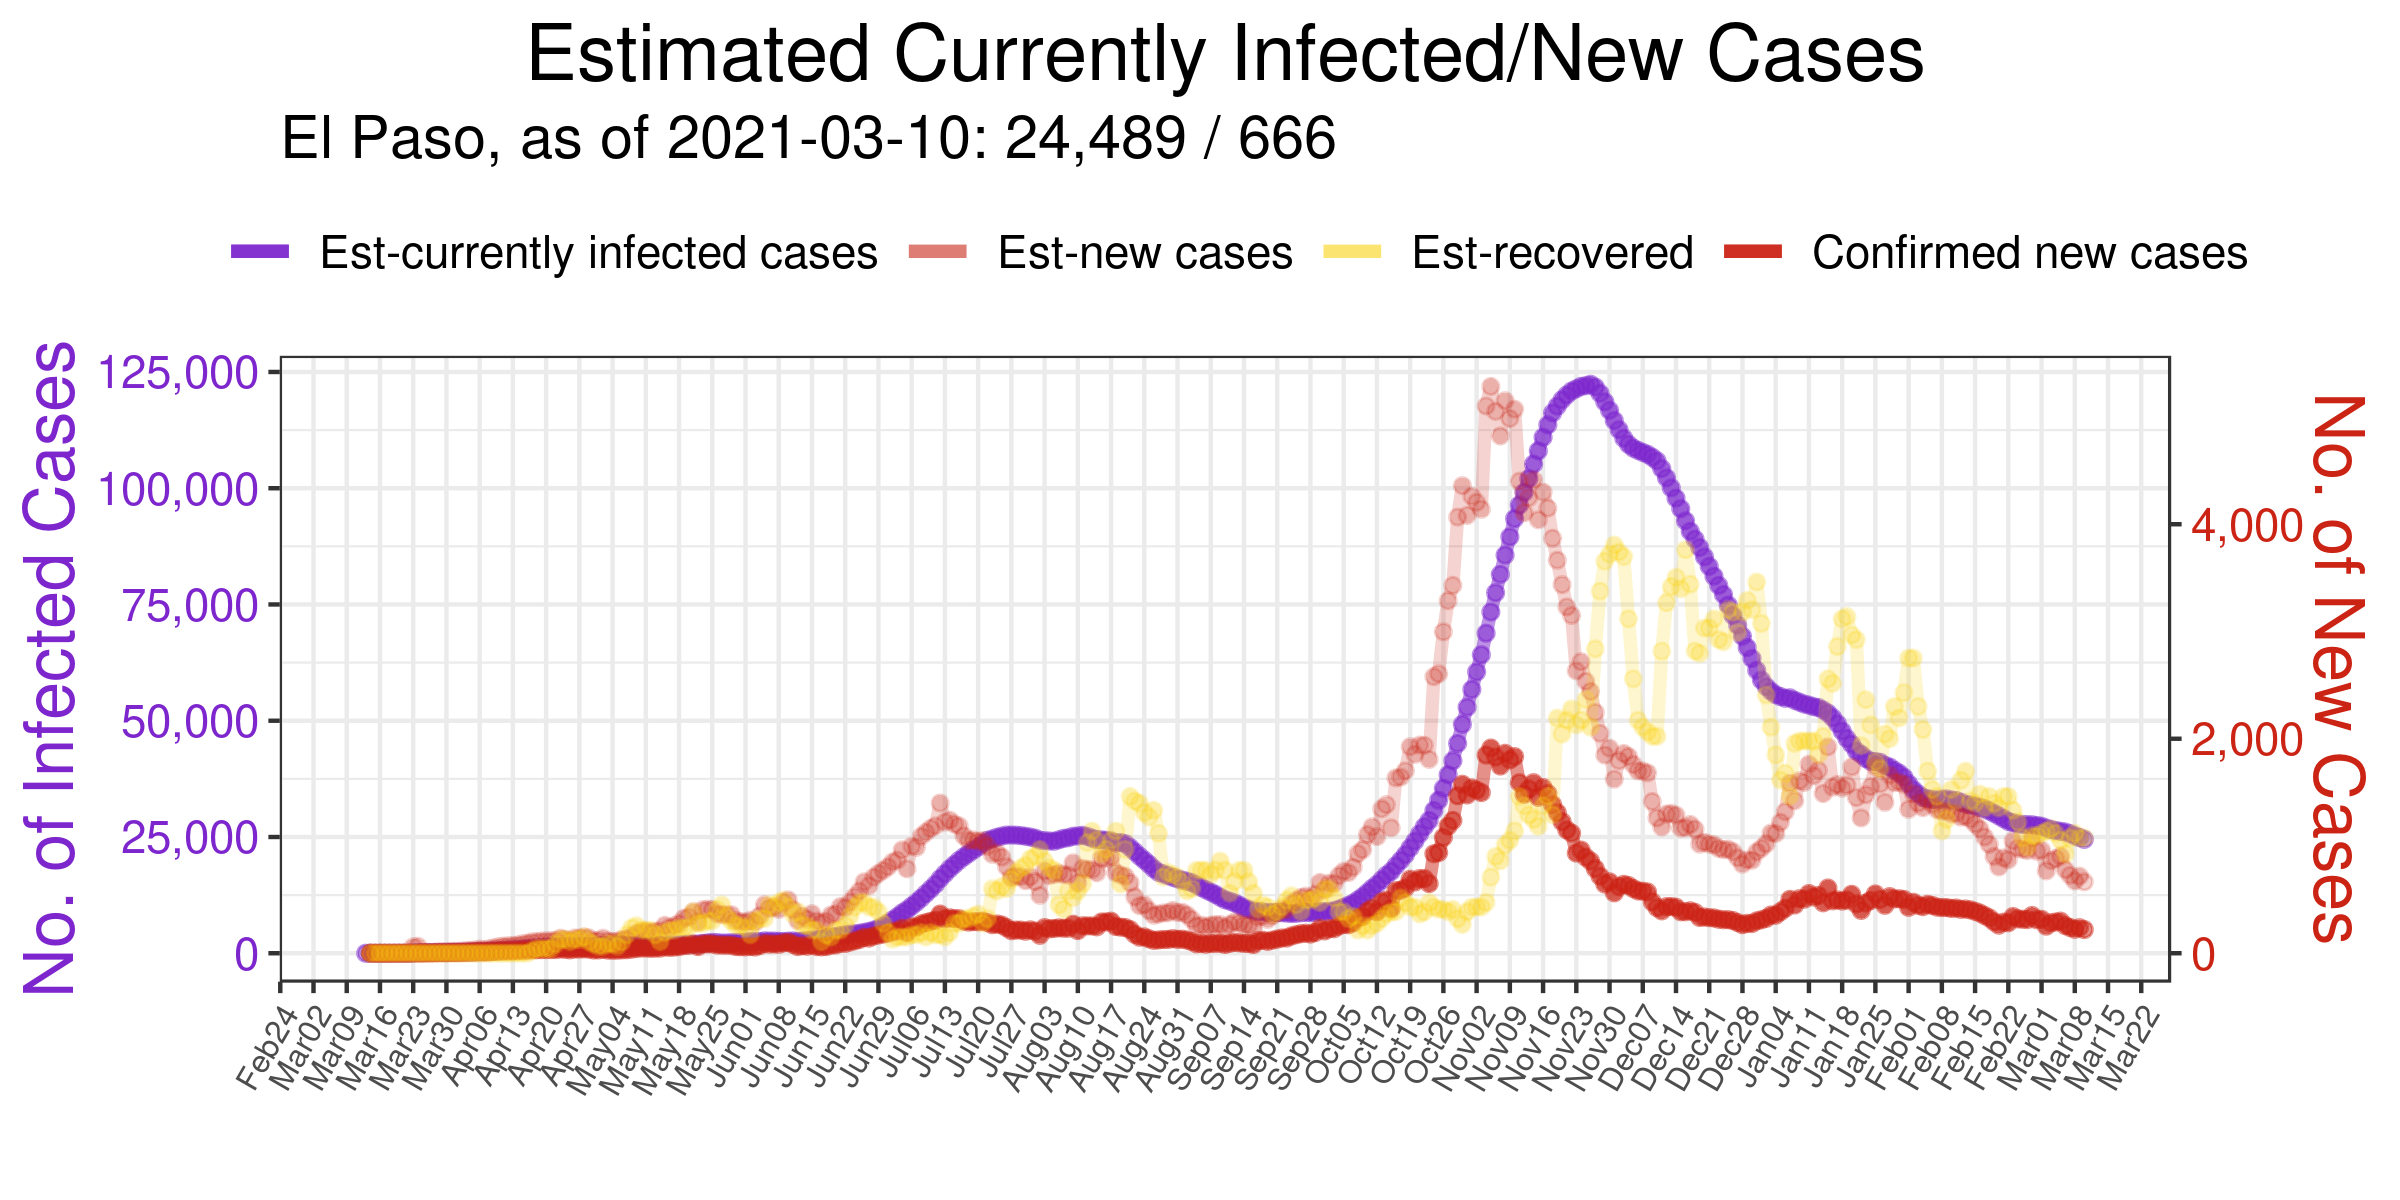 Estimated Currently Infected/New Cases
El Paso, as of 2021-03-10: 24,489 / 666
Est-currently infected cases Est-new cases Est-recovered Confirmed new cases
No. of Infected Cases
125,000
100,000
75,000
50,000
25,000
0
4,000
2,000
0
No. of New Cases
Feb24 Mar02 Mar09 Mar16 Mar23 Mar30 Apr06 Apr13 Apr20 Apr27 May04 May11 May18 May25 Jun01 Jun08 Jun15 Jun22 Jun29 Jul06 Jul13 Jul20 Jul27 Aug03 Aug10 Aug17 Aug24 Aug31 Sep07 Sep14 Sep21 Sep28 Oct05 Oct12 Oct19 Oct26 Nov02 Nov09 Nov16 Nov23 Nov30 Dec07 Dec14 Dec21 Dec28 Jan04 Jan11 Jan18 Jan25 Feb01 Feb08 Feb15 Feb22 Mar01 Mar08 Mar15 Mar22